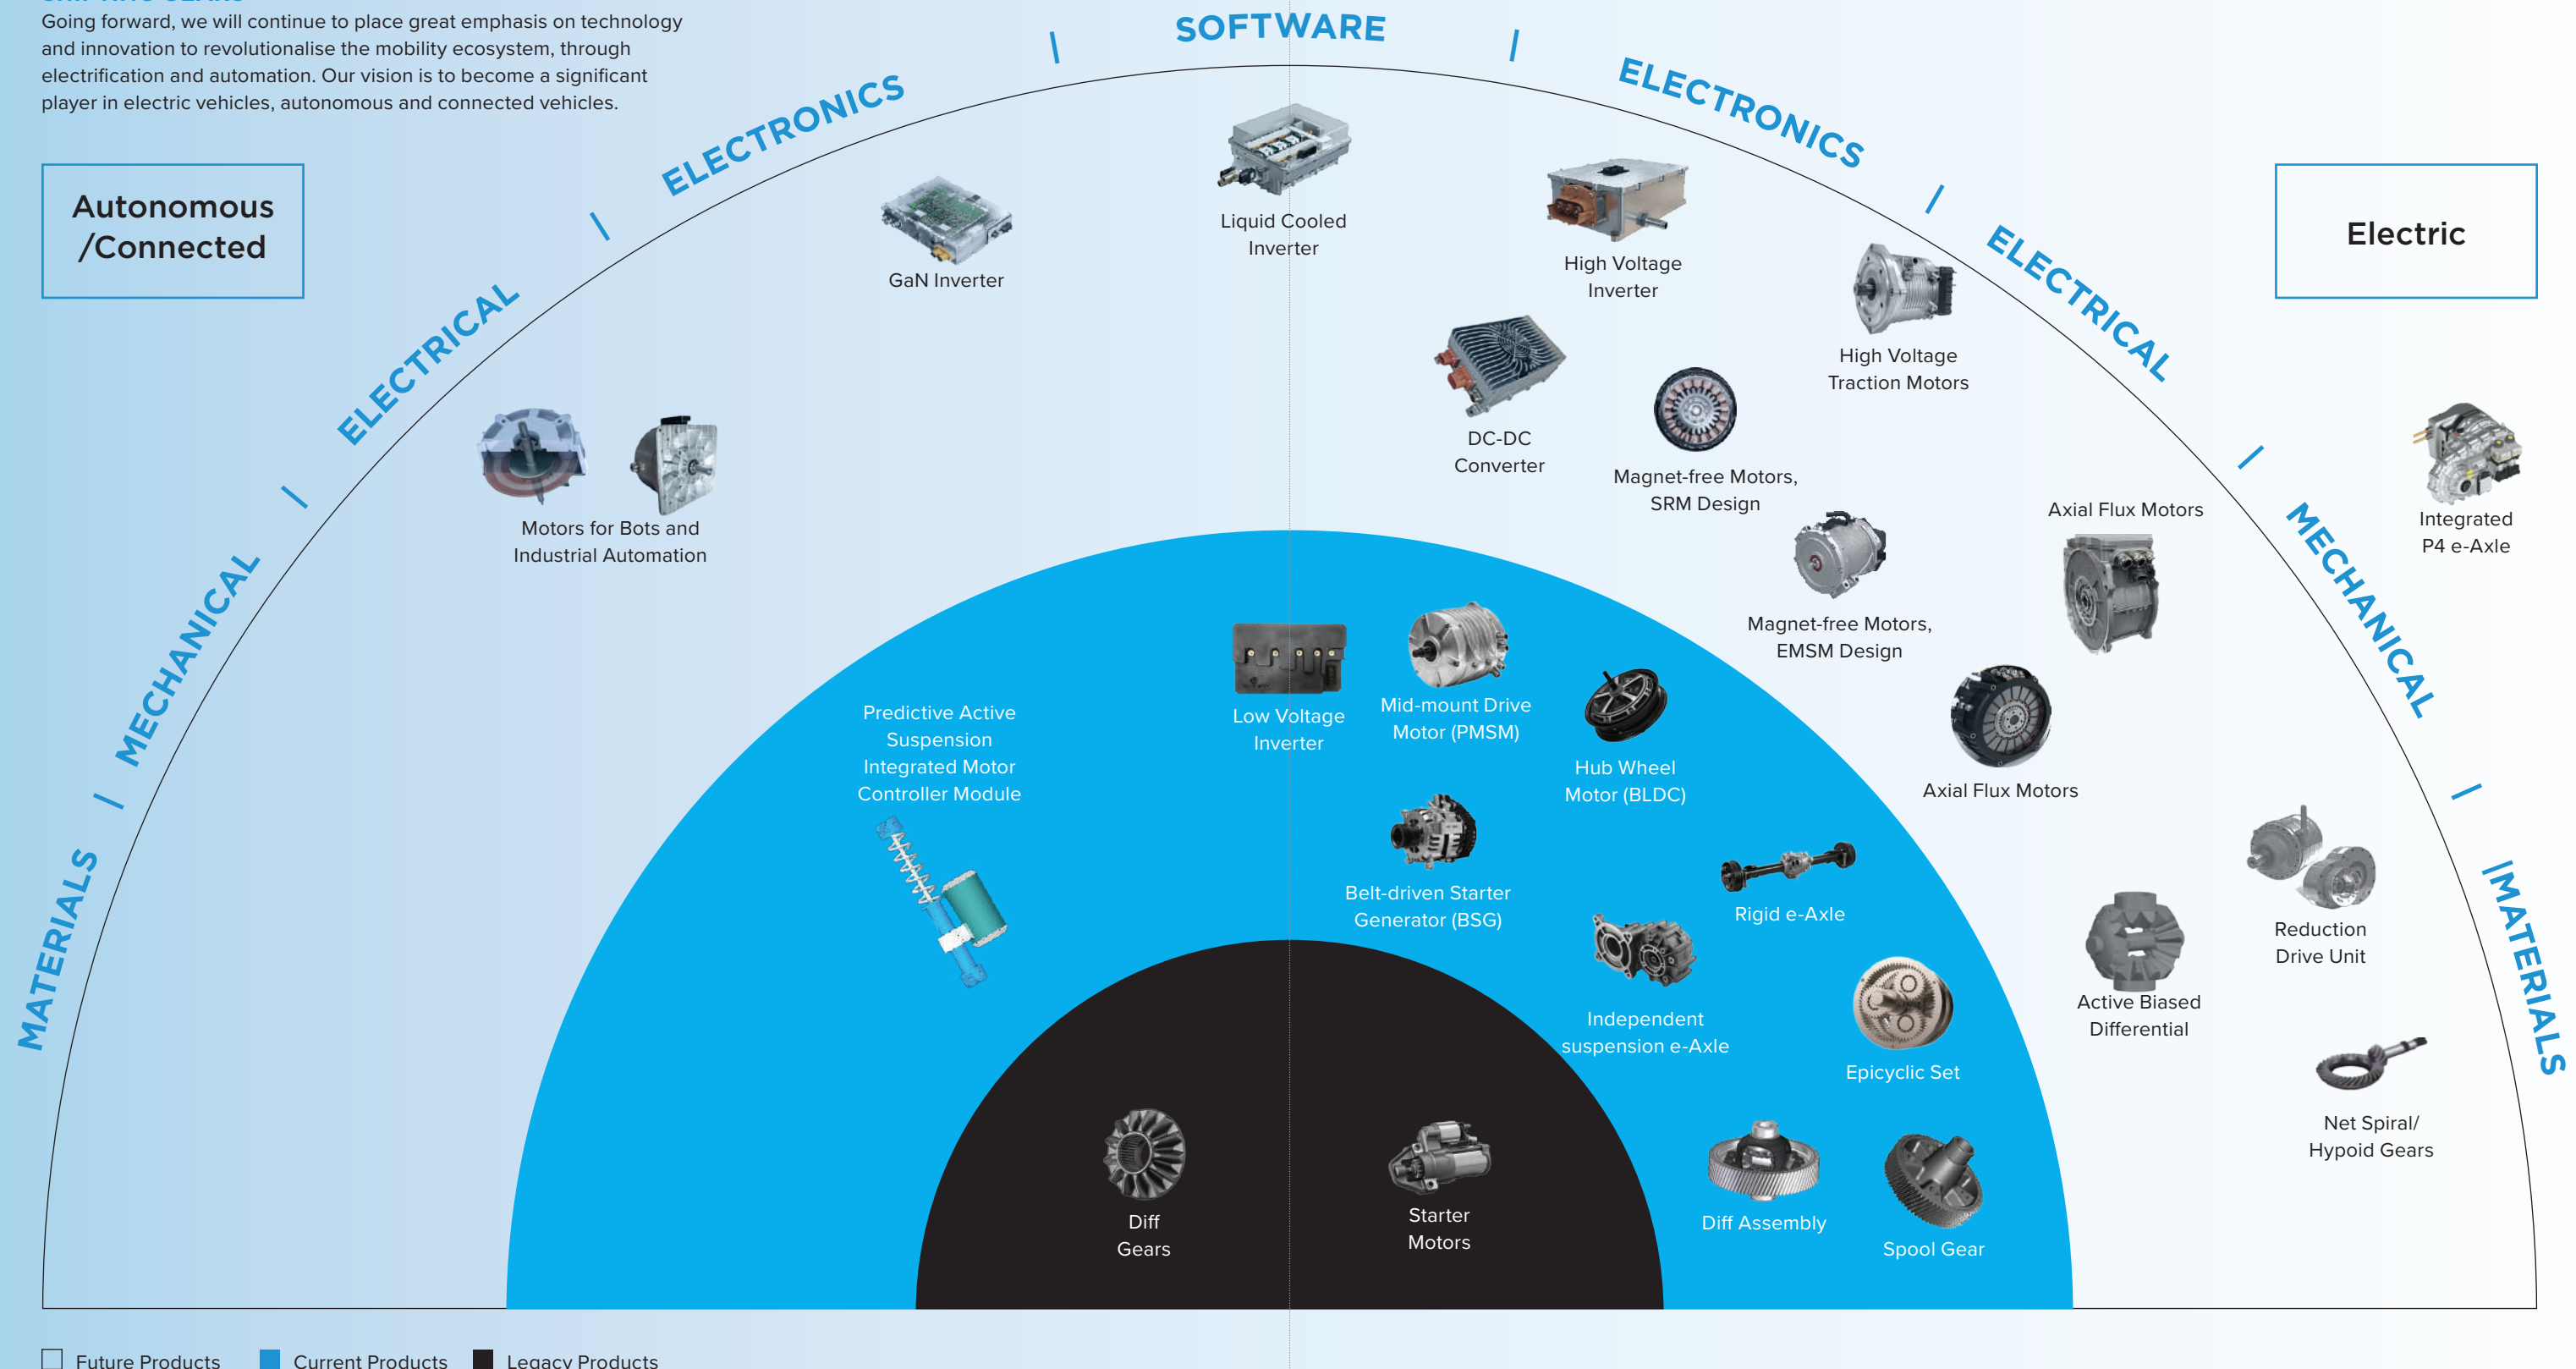 Going forward, we will continue to place great emphasis on technology
and innovation to revolutionalise the mobility ecosystem, through
electrification and automation. Our vision is to become a significant
player in electric vehicles, autonomous and connected vehicles.
Autonomous
/Connected
Electric
MATERIALS | MECHANICAL | ELECTRICAL | ELECTRONICS | SOFTWARE | ELECTRONICS | ELECTRICAL | MECHANICAL | MATERIALS
GaN Inverter
Liquid Cooled
Inverter
High Voltage
Inverter
High Voltage
Traction Motors
DC-DC
Converter
Magnet-free Motors,
SRM Design
Motors for Bots and
Industrial Automation
Axial Flux Motors
Integrated
P4 e-Axle
Magnet-free Motors,
EMSM Design
Axial Flux Motors
Predictive Active
Suspension
Integrated Motor
Controller Module
Low Voltage
Inverter
Mid-mount Drive
Motor (PMSM)
Hub Wheel
Motor (BLDC)
Belt-driven Starter
Generator (BSG)
Rigid e-Axle
Independent
suspension e-Axle
Epicyclic Set
Reduction
Drive Unit
Active Biased
Differential
Net Spiral/
Hypoid Gears
Diff
Gears
Starter
Motors
Diff Assembly
Spool Gear
Future Products
Current Products
Legacy Products